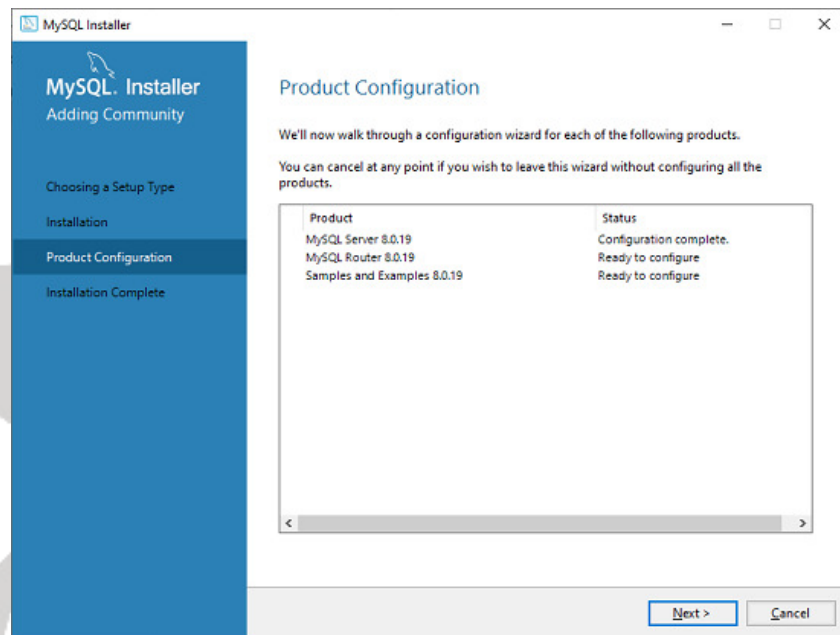 MySQL Installer
MySQL. Installer
Adding Community
Choosing a Setup Type
Installation
Product Configuration
Installation Complete
Product Configuration
We'll now walk through a configuration wizard for each of the following products.
You can cancel at any point if you wish to leave this wizard without configuring all the
products.
Product Status
MySQL Server 8.0.19 Configuration complete.
MySQL Router 8.0.19 Ready to configure
Samples and Examples 8.0.19 Ready to configure
Next > Cancel